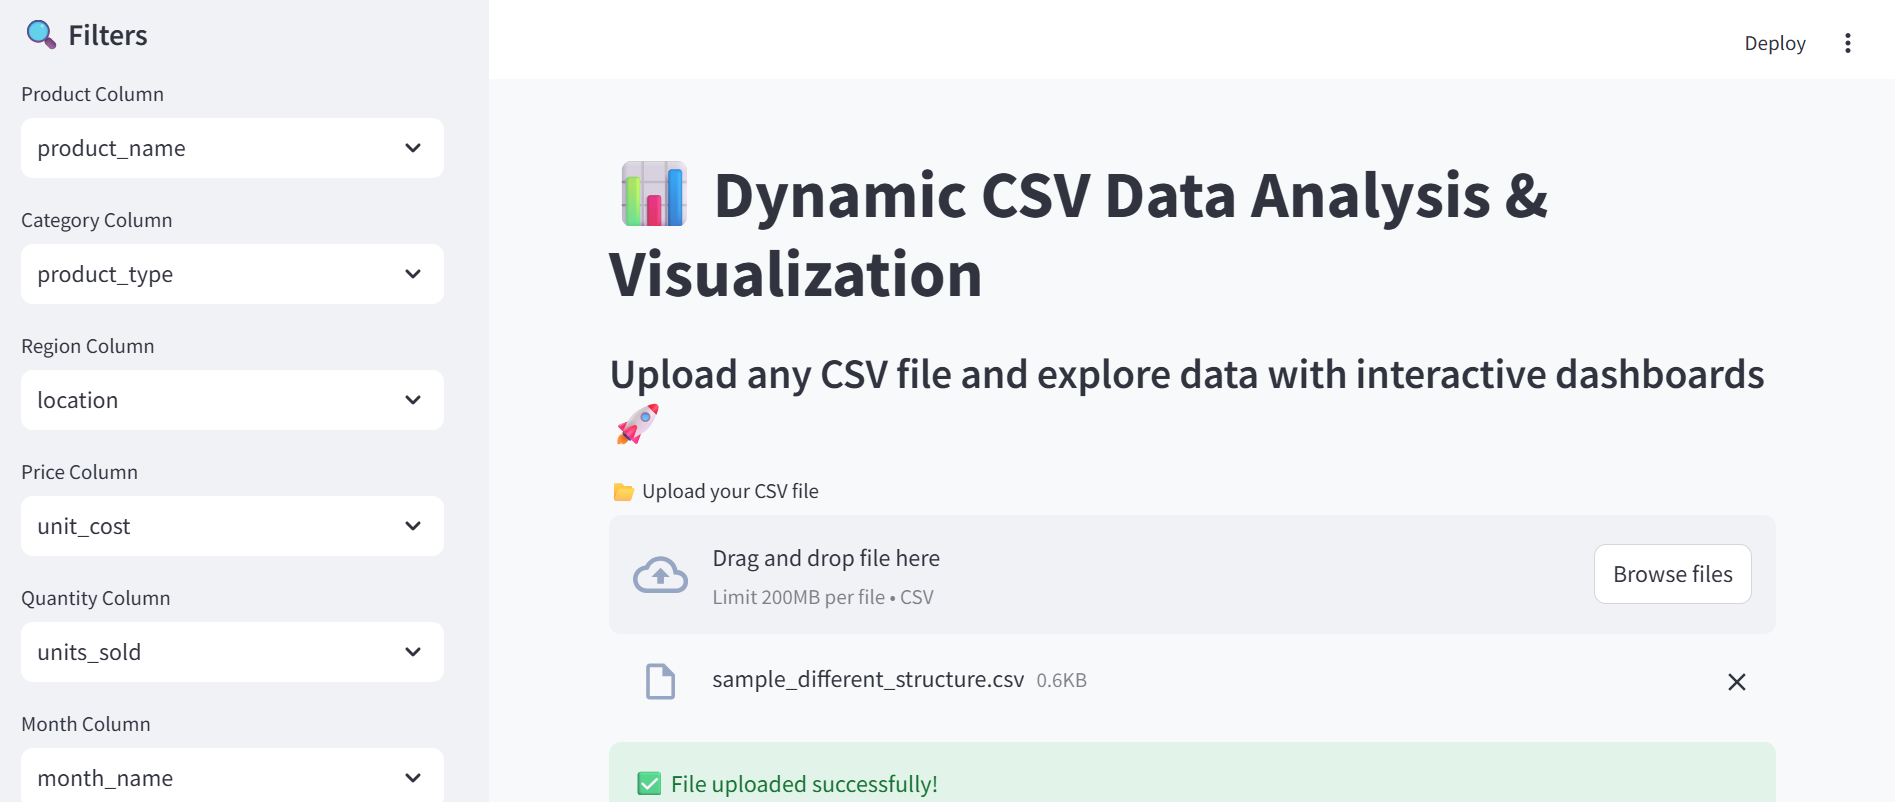 🔍 Filters
Product Column
product_name
Category Column
product_type
Region Column
location
Price Column
unit_cost
Quantity Column
units_sold
Month Column
month_name
Deploy
📊 Dynamic CSV Data Analysis &
Visualization
Upload any CSV file and explore data with interactive dashboards
🚀
📂 Upload your CSV file
Drag and drop file here
Limit 200MB per file • CSV
Browse files
sample_different_structure.csv 0.6KB
✅ File uploaded successfully!